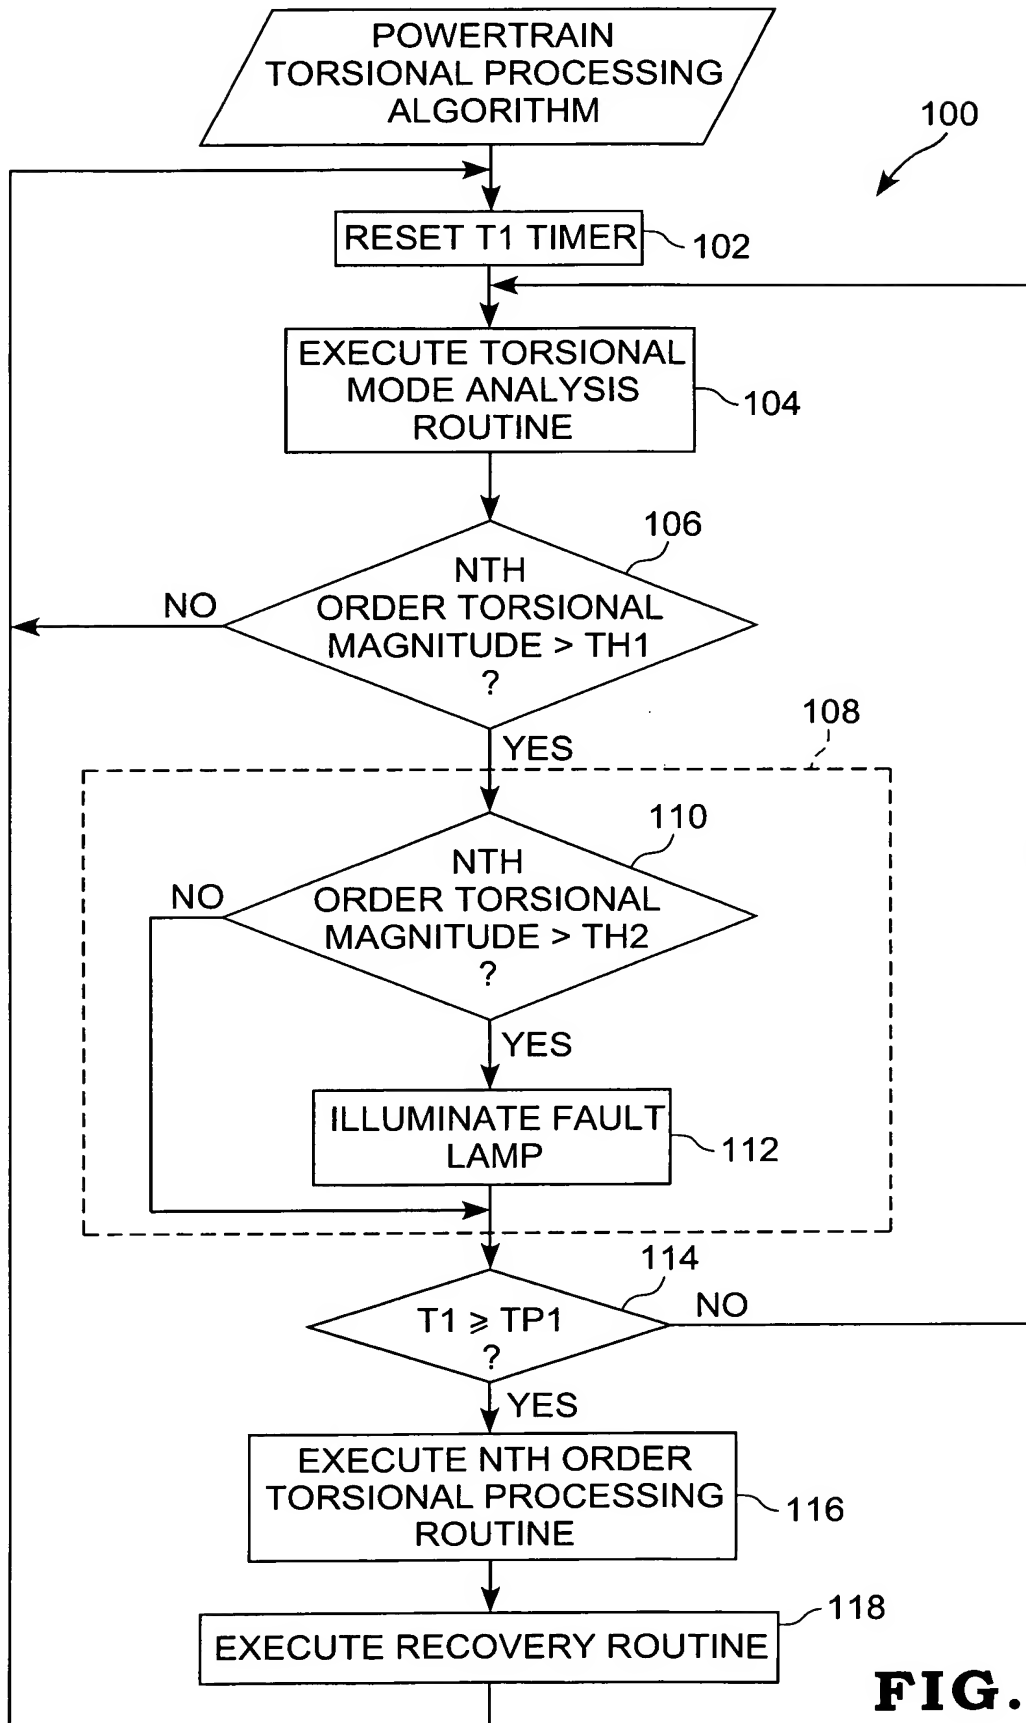 POWERTRAIN
TORSIONAL PROCESSING
ALGORITHM
100
RESET T1 TIMER
102
EXECUTE TORSIONAL
MODE ANALYSIS
ROUTINE
104
106
NTH
ORDER TORSIONAL
MAGNITUDE > TH1
?
NO
YES
108
110
NTH
ORDER TORSIONAL
MAGNITUDE > TH2
?
NO
YES
ILLUMINATE FAULT
LAMP
112
114
T1 ⩾ TP1
?
NO
YES
EXECUTE NTH ORDER
TORSIONAL PROCESSING
ROUTINE
116
EXECUTE RECOVERY ROUTINE
118
FIG.